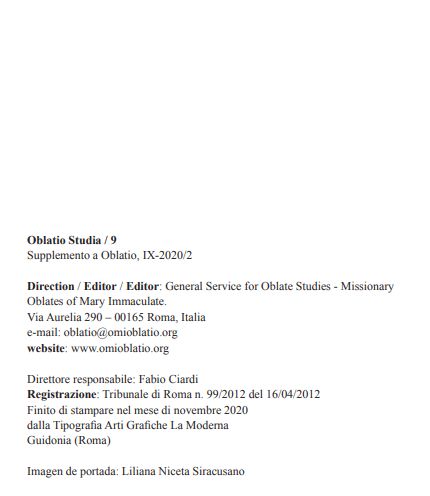 Oblatio Studia / 9
Supplemento a Oblatio, IX-2020/2
Direction / Editor / Editor: General Service for Oblate Studies - Missionary
Oblates of Mary Immaculate.
Via Aurelia 290 – 00165 Roma, Italia
e-mail: oblatio@omioblatio.org
website: www.omioblatio.org
Direttore responsabile: Fabio Ciardi
Registrazione: Tribunale di Roma n. 99/2012 del 16/04/2012
Finito di stampare nel mese di novembre 2020
dalla Tipografia Arti Grafiche La Moderna
Guidonia (Roma)
Imagen de portada: Liliana Niceta Siracusano